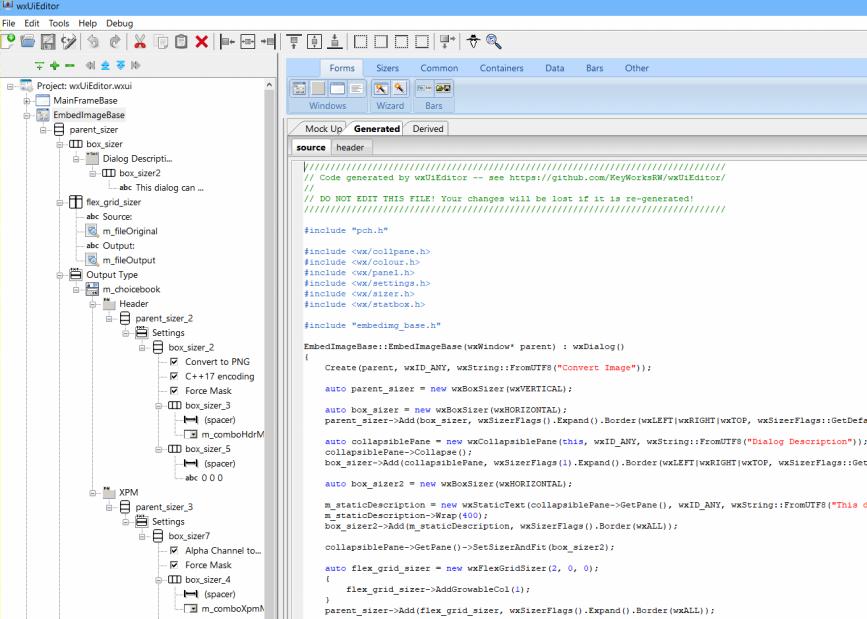 wxUiEditor
File Edit Tools Help Debug
Forms Sizers Common Containers Data Bars Other
Windows Wizard Bars
Project: wxUiEditor.wxui
MainFrameBase
EmbedImageBase
parent_sizer
box_sizer
Dialog Descripti...
box_sizer2
abc This dialog can ...
flex_grid_sizer
abc Source:
m_fileOriginal
abc Output:
m_fileOutput
Output Type
m_choicebook
Header
parent_sizer_2
Settings
box_sizer_2
Convert to PNG
C++17 encoding
Force Mask
box_sizer_3
(spacer)
m_comboHdrM
box_sizer_5
(spacer)
abc 0 0 0
XPM
parent_sizer_3
Settings
box_sizer7
Alpha Channel to...
Force Mask
box_sizer_4
(spacer)
m_comboXpmM
Mock Up Generated Derived
source header
///////////////////////////////////////////////////////////////////////////////
// Code generated by wxUiEditor -- see https://github.com/KeyWorksRW/wxUiEditor/
//
// DO NOT EDIT THIS FILE! Your changes will be lost if it is re-generated!
///////////////////////////////////////////////////////////////////////////////
#include "pch.h"
#include <wx/collpane.h>
#include <wx/colour.h>
#include <wx/panel.h>
#include <wx/settings.h>
#include <wx/sizer.h>
#include <wx/statbox.h>
#include "embedimg_base.h"
EmbedImageBase::EmbedImageBase(wxWindow* parent) : wxDialog()
{
Create(parent, wxID_ANY, wxString::FromUTF8("Convert Image"));
auto parent_sizer = new wxBoxSizer(wxVERTICAL);
auto box_sizer = new wxBoxSizer(wxHORIZONTAL);
parent_sizer->Add(box_sizer, wxSizerFlags().Expand().Border(wxLEFT|wxRIGHT|wxTOP, wxSizerFlags::GetDefa
auto collapsiblePane = new wxCollapsiblePane(this, wxID_ANY, wxString::FromUTF8("Dialog Description"));
collapsiblePane->Collapse();
box_sizer->Add(collapsiblePane, wxSizerFlags(1).Expand().Border(wxLEFT|wxRIGHT|wxTOP, wxSizerFlags::Get
auto box_sizer2 = new wxBoxSizer(wxHORIZONTAL);
m_staticDescription = new wxStaticText(collapsiblePane->GetPane(), wxID_ANY, wxString::FromUTF8("This d
m_staticDescription->Wrap(400);
box_sizer2->Add(m_staticDescription, wxSizerFlags().Border(wxALL));
collapsiblePane->GetPane()->SetSizerAndFit(box_sizer2);
auto flex_grid_sizer = new wxFlexGridSizer(2, 0, 0);
{
flex_grid_sizer->AddGrowableCol(1);
}
parent_sizer->Add(flex_grid_sizer, wxSizerFlags().Expand().Border(wxALL));